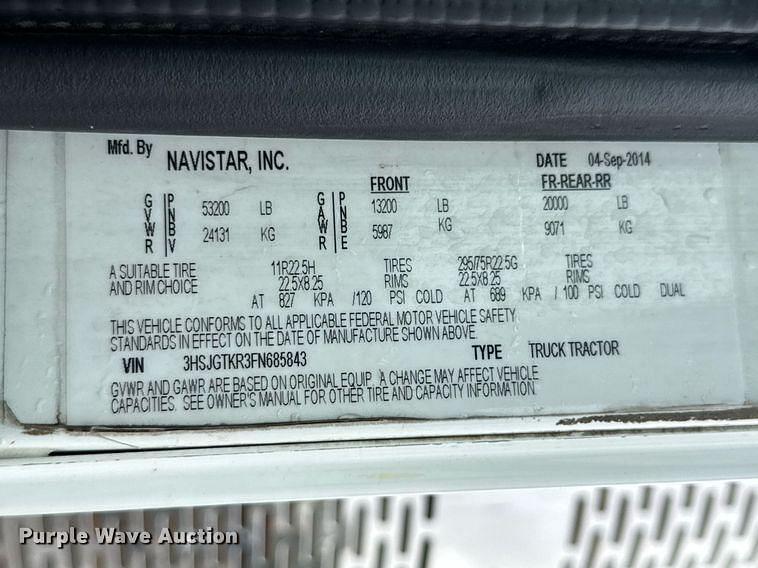 Mfd. By NAVISTAR, INC. DATE 04-Sep-2014
FRONT FR-REAR-RR
GVWR PNBV 53200 LB GAWR PNBE 13200 LB 20000 LB
24131 KG 5987 KG 9071 KG
A SUITABLE TIRE 11R22.5H TIRES 295/75R22.5G TIRES
AND RIM CHOICE 22.5X8.25 RIMS 22.5X8.25 RIMS
AT 827 KPA /120 PSI COLD AT 689 KPA / 100 PSI COLD DUAL
THIS VEHICLE CONFORMS TO ALL APPLICABLE FEDERAL MOTOR VEHICLE SAFETY
STANDARDS IN EFFECT ON THE DATE OF MANUFACTURE SHOWN ABOVE.
VIN 3HSJGTKR3FN685843 TYPE TRUCK TRACTOR
GVWR AND GAWR ARE BASED ON ORIGINAL EQUIP. A CHANGE MAY AFFECT VEHICLE
CAPACITIES. SEE OWNER'S MANUAL FOR OTHER TIRE AND CAPACITY INFORMATION.
Purple Wave Auction